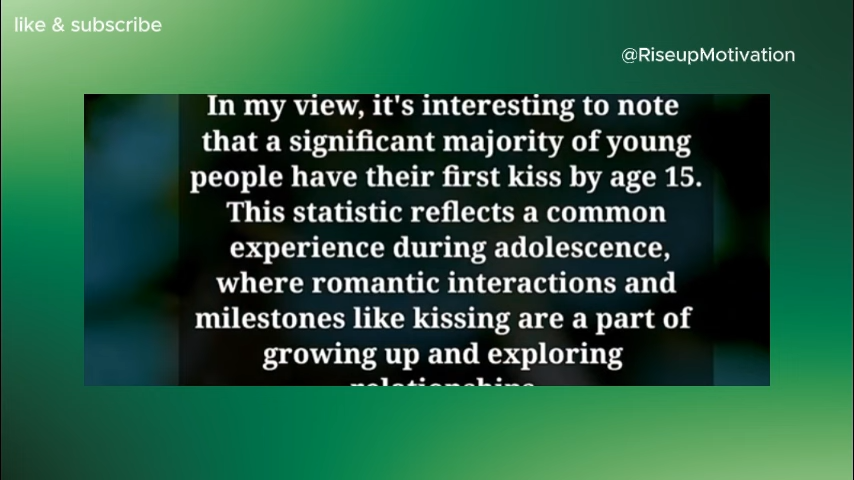 like & subscribe
@RiseupMotivation
In my view, it's interesting to note
that a significant majority of young
people have their first kiss by age 15.
This statistic reflects a common
experience during adolescence,
where romantic interactions and
milestones like kissing are a part of
growing up and exploring
relationships.